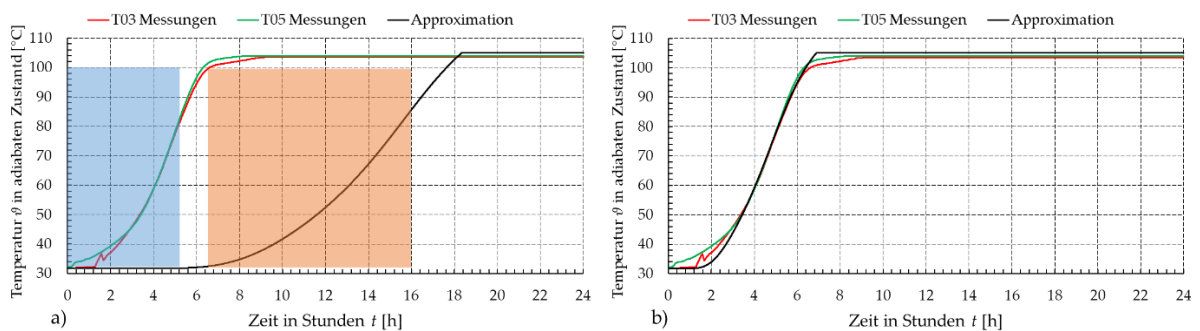 T03 Messungen T05 Messungen Approximation
Temperatur ϑ in adiabaten Zustantd [°C]
110
100
90
80
70
60
50
40
30
0 2 4 6 8 10 12 14 16 18 20 22 24
a) Zeit in Stunden t [h]
T03 Messungen T05 Messungen Approximation
Temperatur ϑ in adiabaten Zustand [°C]
110
100
90
80
70
60
50
40
30
0 2 4 6 8 10 12 14 16 18 20 22 24
b) Zeit in Stunden t [h]